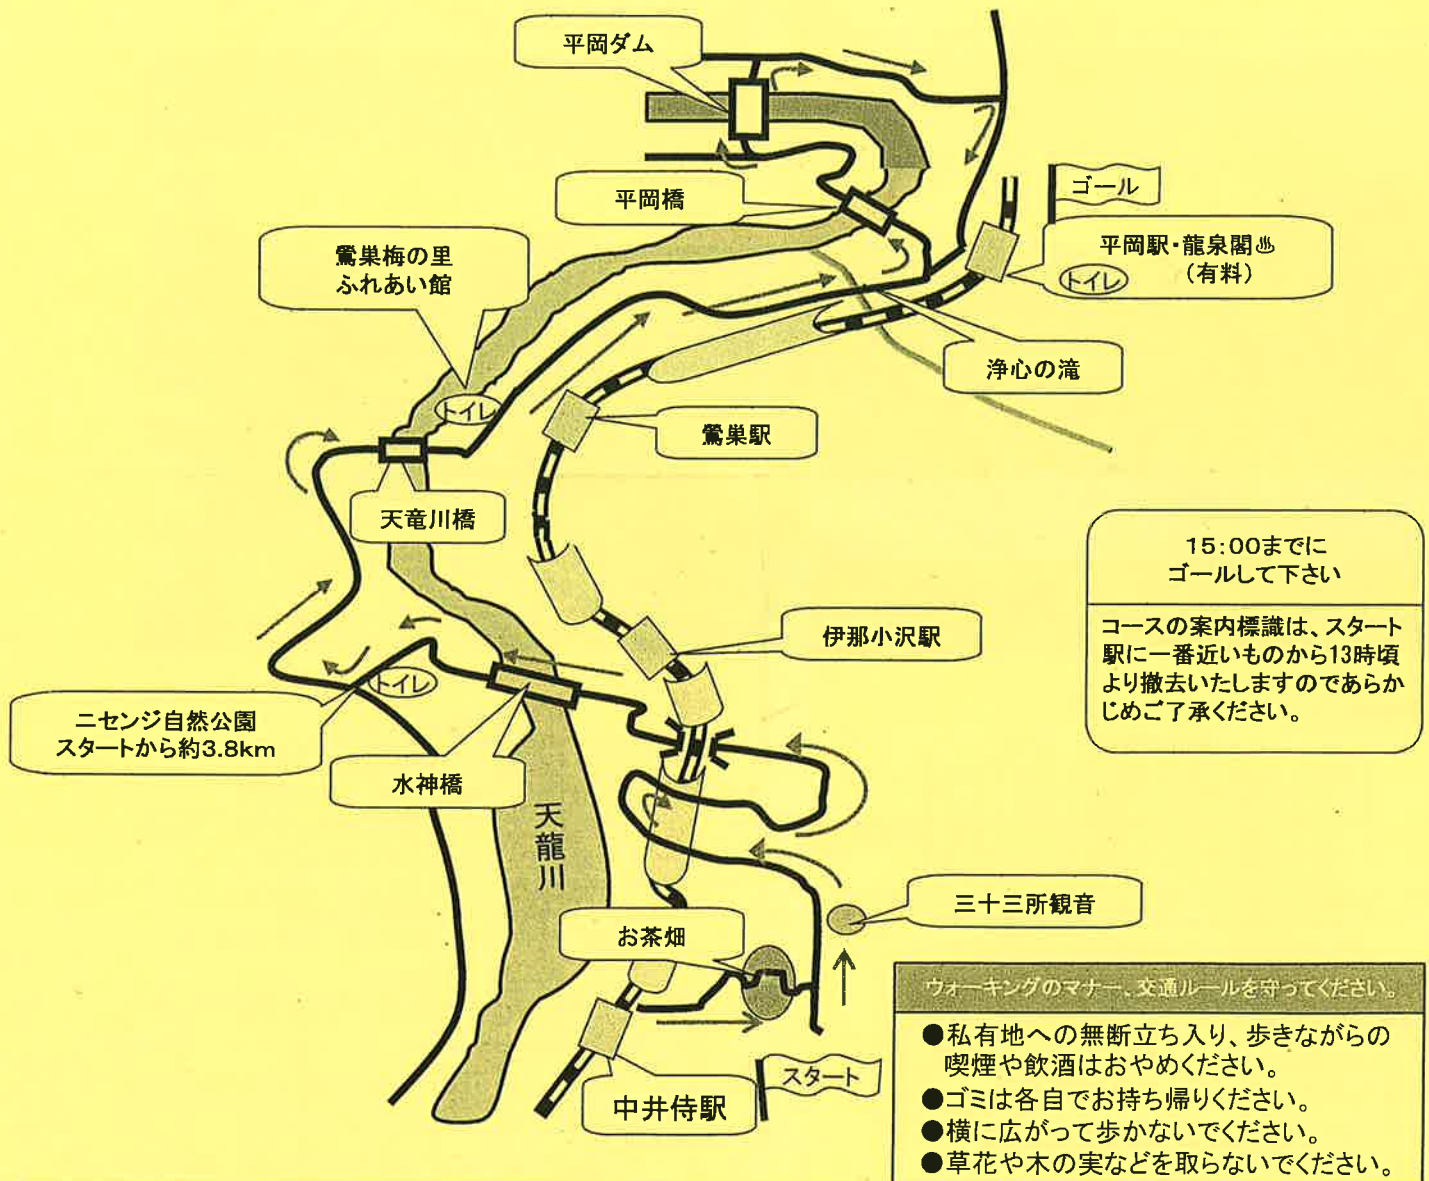 平岡ダム
平岡橋
ゴール
平岡駅・龍泉閣♨
(有料)
トイレ
鶯巣梅の里
ふれあい館
トイレ
浄心の滝
鶯巣駅
天竜川橋
15:00までに
ゴールして下さい
コースの案内標識は、スタート
駅に一番近いものから13時頃
より撤去いたしますのであらか
じめご了承ください。
伊那小沢駅
トイレ
ニセンジ自然公園
スタートから約3.8km
水神橋
天龍川
三十三所観音
お茶畑
スタート
中井侍駅
ウォーキングのマナー、交通ルールを守ってください。
●私有地への無断立ち入り、歩きながらの
喫煙や飲酒はおやめください。
●ゴミは各自でお持ち帰りください。
●横に広がって歩かないでください。
●草花や木の実などを取らないでください。